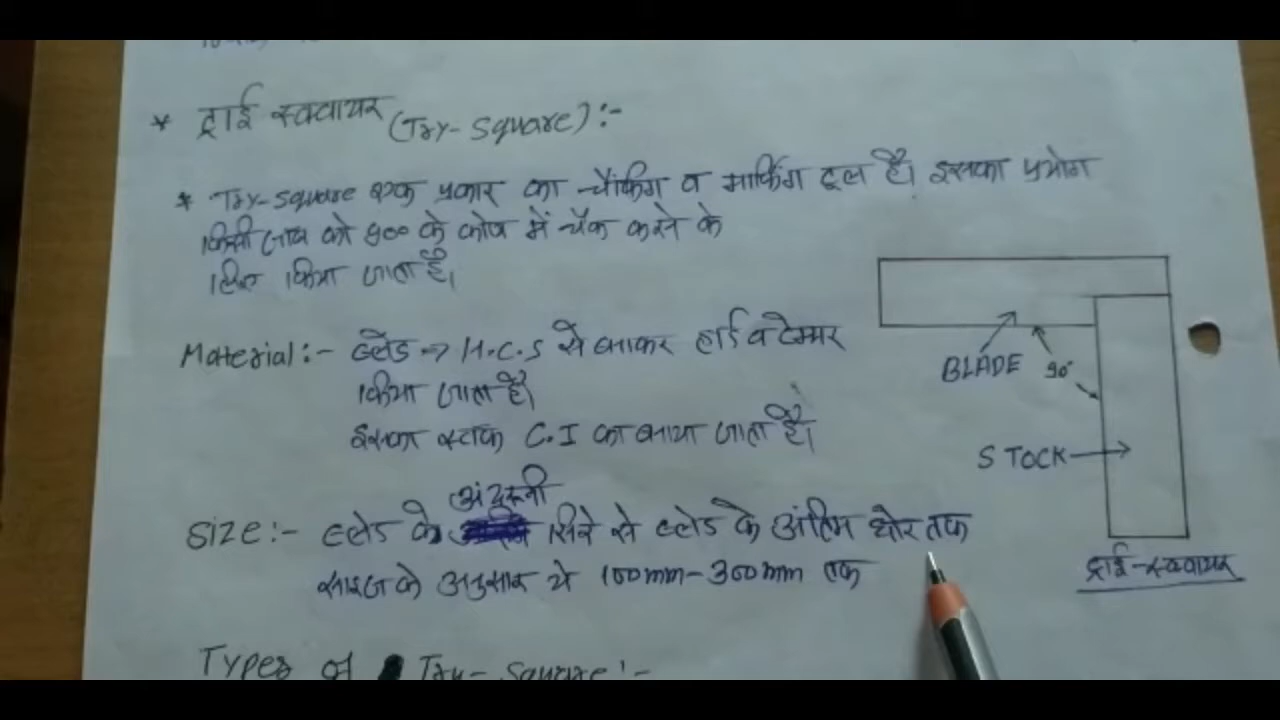 * ट्राई स्क्वायर (Try-Square):-
* Try-square एक प्रकार का चैंकिंग व मार्किंग टूल है। इसका प्रयोग
किसी जाब को 90° के कोण में चैक करने के
लिए किया जाता है।
Material:- ब्लेड → H.C.S से बनाकर हार्ड व टेम्पर
किया जाता है।
इसका स्टॉक C.I का बनाया जाता है।
Size:- ब्लेड के अंदरूनी सिरे से ब्लेड के अंतिम छोर तक
साइज के अनुसार ये 100mm-300mm तक
Types of Try-Square:-
BLADE
90°
STOCK
ट्राई-स्क्वायर